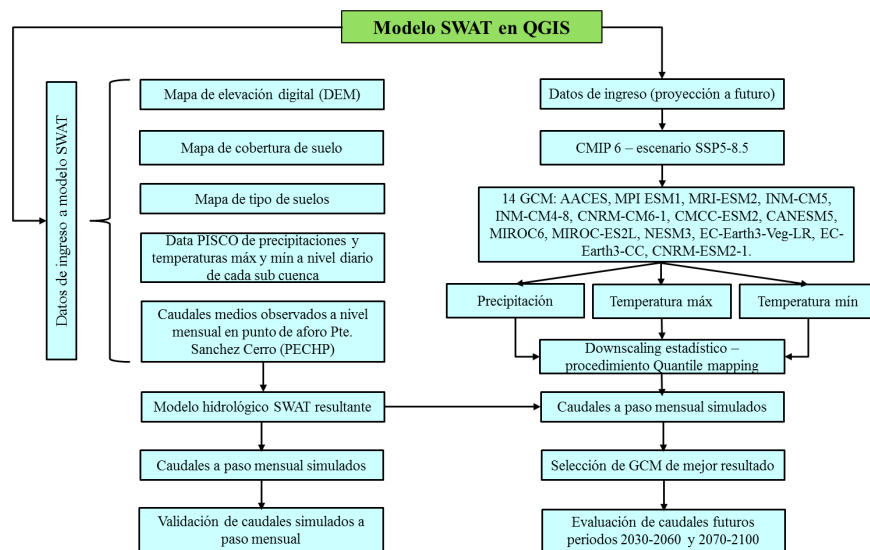 Modelo SWAT en QGIS
Datos de ingreso a modelo SWAT
Mapa de elevación digital (DEM)
Mapa de cobertura de suelo
Mapa de tipo de suelos
Data PISCO de precipitaciones y
temperaturas máx y mín a nivel diario
de cada sub cuenca
Caudales medios observados a nivel
mensual en punto de aforo Pte.
Sanchez Cerro (PECHP)
Modelo hidrológico SWAT resultante
Caudales a paso mensual simulados
Validación de caudales simulados a
paso mensual
Datos de ingreso (proyección a futuro)
CMIP 6 – escenario SSP5-8.5
14 GCM: AACES, MPI ESM1, MRI-ESM2, INM-CM5,
INM-CM4-8, CNRM-CM6-1, CMCC-ESM2, CANESM5,
MIROC6, MIROC-ES2L, NESM3, EC-Earth3-Veg-LR, EC-
Earth3-CC, CNRM-ESM2-1.
Precipitación
Temperatura máx
Temperatura mín
Downscaling estadístico –
procedimiento Quantile mapping
Caudales a paso mensual simulados
Selección de GCM de mejor resultado
Evaluación de caudales futuros
periodos 2030-2060 y 2070-2100